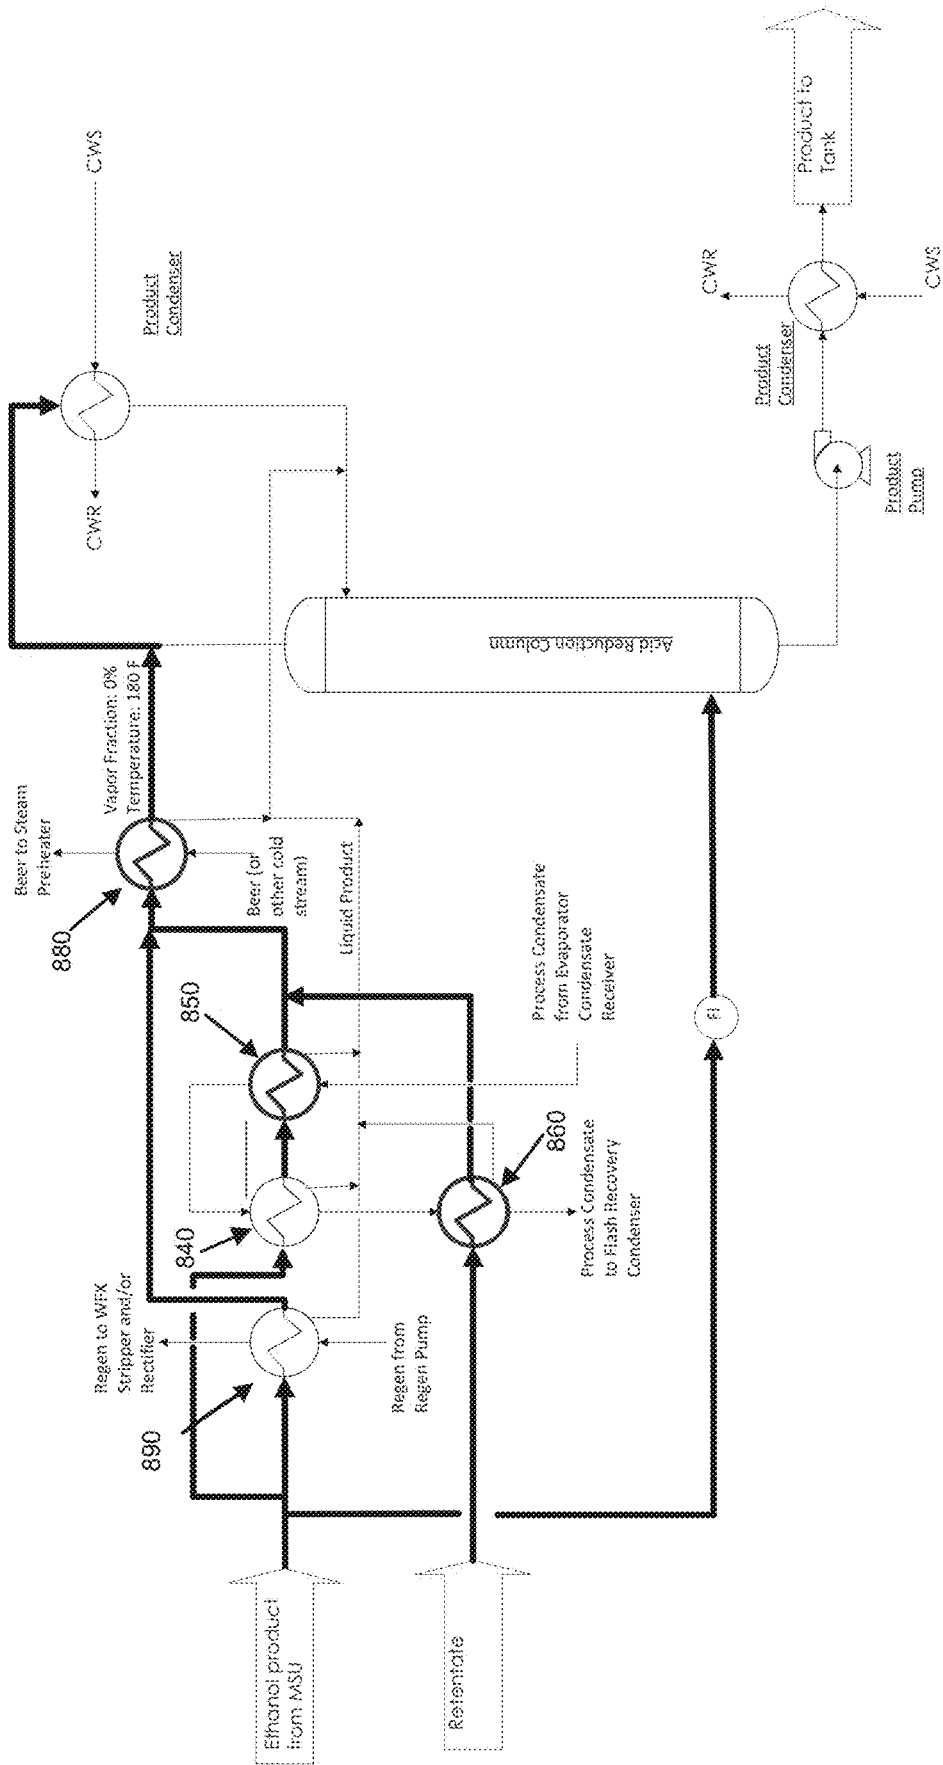 CWS
Product
Condenser
CWR
Product to
Tank
CWR
CWS
Product
Condenser
Product
Pump
Acid Reduction Column
Vapor Fraction: 0%
Temperature: 180 F
Beer to Steam
Preheater
880
Beer (or
other cold
stream)
Liquid Product
850
Process Condensate
from Evaporator
Condensate
Receiver
FI
840
860
Process Condensate
to Flash Recovery
Condenser
Regen to WFX
Stripper and/or
Rectifier
890
Regen from
Regen Pump
Ethanol product
from MSU
Retentate